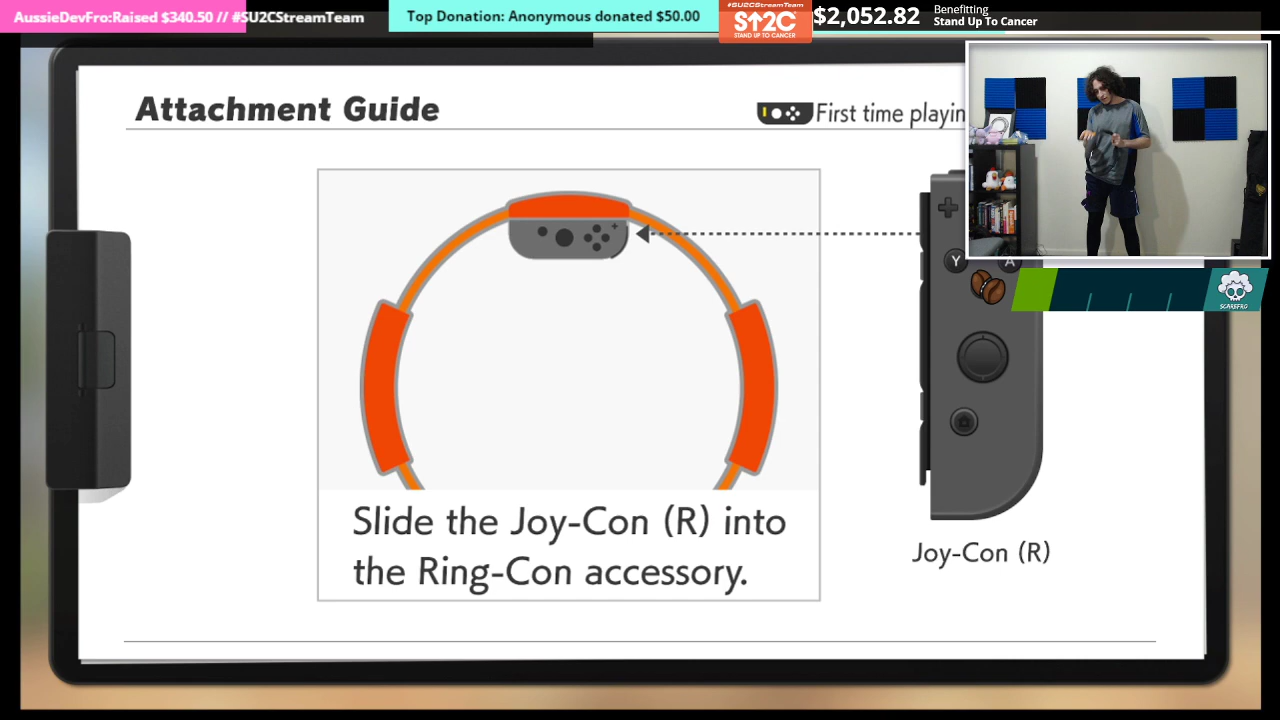 AussieDevFro:Raised $340.50 // #SU2CStreamTeam
Top Donation: Anonymous donated $50.00
#SU2CStreamTeam
S↑2C
STAND UP TO CANCER
$2,052.82
Benefitting
Stand Up To Cancer
Attachment Guide
First time playin
Y
A
SCARSFRO
Slide the Joy-Con (R) into
the Ring-Con accessory.
Joy-Con (R)